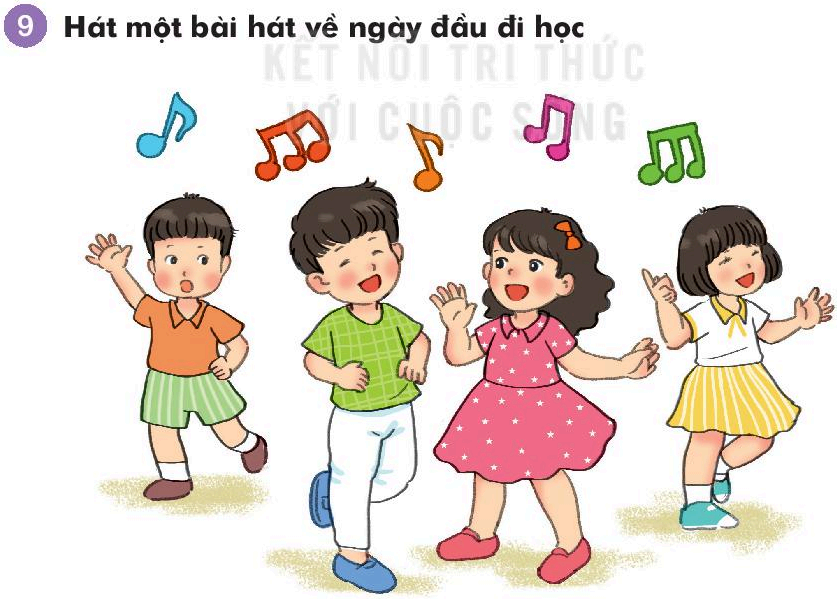 9 Hát một bài hát về ngày đầu đi học
KẾT NỐI TRI THỨC
VỚI CUỘC SỐNG